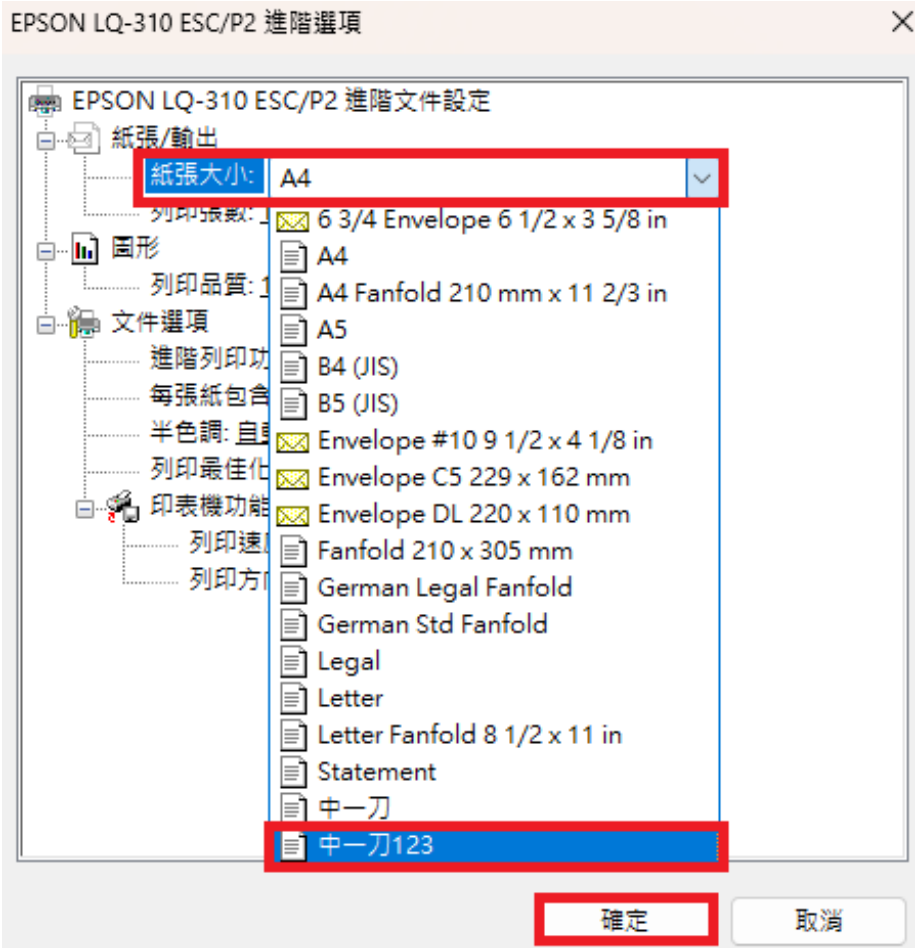 EPSON LQ-310 ESC/P2 進階選項
EPSON LQ-310 ESC/P2 進階文件設定
紙張/輸出
紙張大小: A4
列印張數:
6 3/4 Envelope 6 1/2 x 3 5/8 in
圖形
A4
列印品質:
A4 Fanfold 210 mm x 11 2/3 in
文件選項
A5
進階列印功
B4 (JIS)
每張紙包含
B5 (JIS)
半色調: 自動
Envelope #10 9 1/2 x 4 1/8 in
列印最佳化
Envelope C5 229 x 162 mm
印表機功能
Envelope DL 220 x 110 mm
列印速
Fanfold 210 x 305 mm
列印方
German Legal Fanfold
German Std Fanfold
Legal
Letter
Letter Fanfold 8 1/2 x 11 in
Statement
中一刀
中一刀123
確定 取消